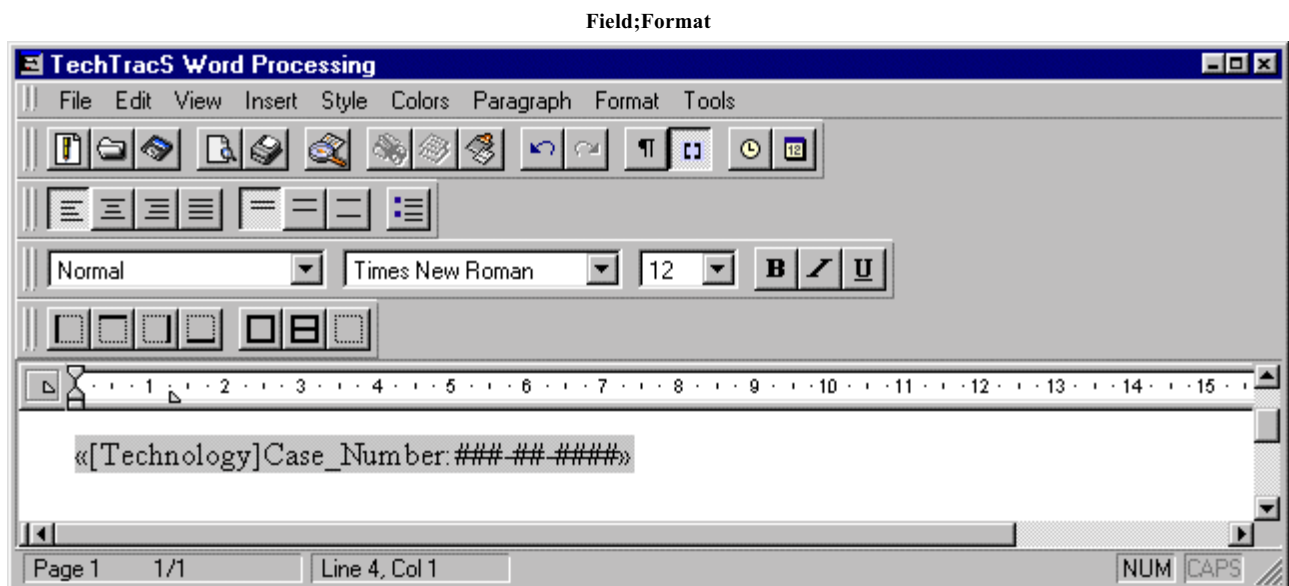 Field;Format
TechTracS Word Processing
File Edit View Insert Style Colors Paragraph Format Tools
¶ 12
Normal Times New Roman 12 B I U
1 2 3 4 5 6 7 8 9 10 11 12 13 14 15
«[Technology]Case_Number:###-##-####»
Page 1 1/1 Line 4, Col 1 NUM CAPS